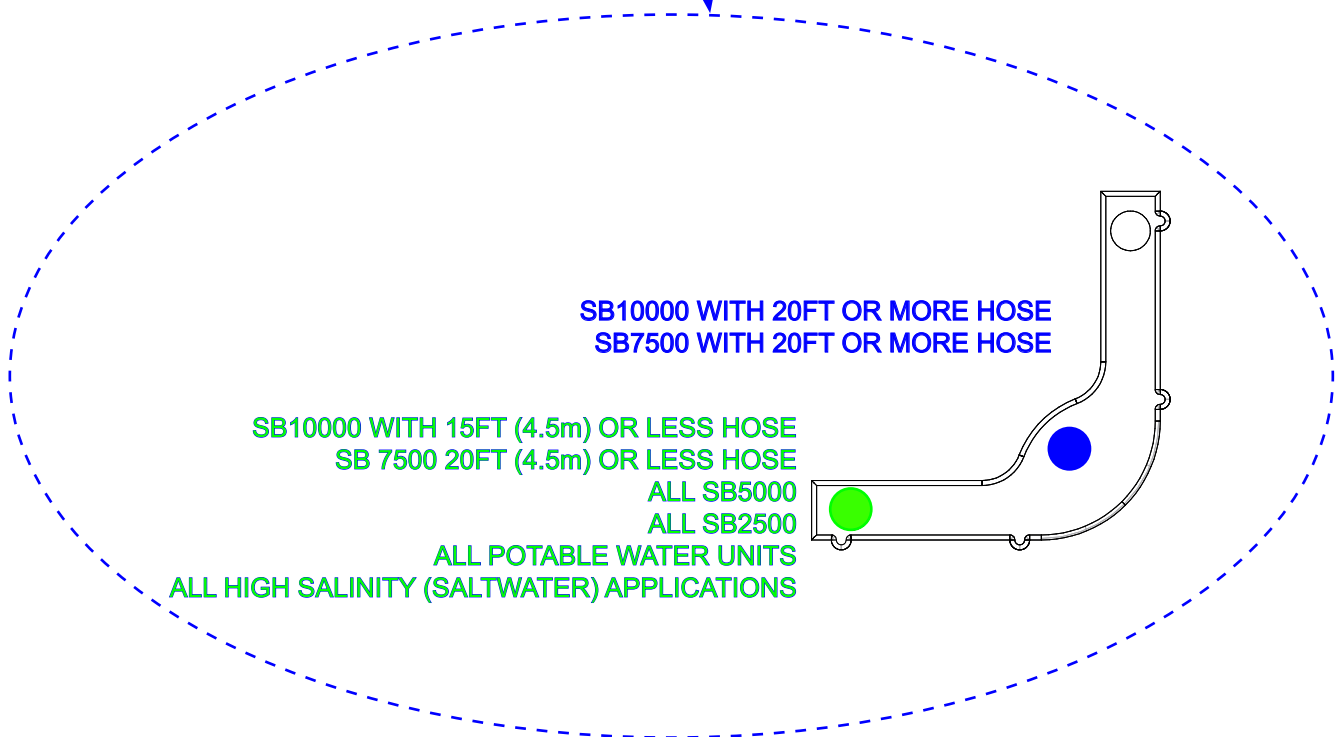 SB10000 WITH 20FT OR MORE HOSE
SB7500 WITH 20FT OR MORE HOSE
SB10000 WITH 15FT (4.5m) OR LESS HOSE
SB 7500 20FT (4.5m) OR LESS HOSE
ALL SB5000
ALL SB2500
ALL POTABLE WATER UNITS
ALL HIGH SALINITY (SALTWATER) APPLICATIONS